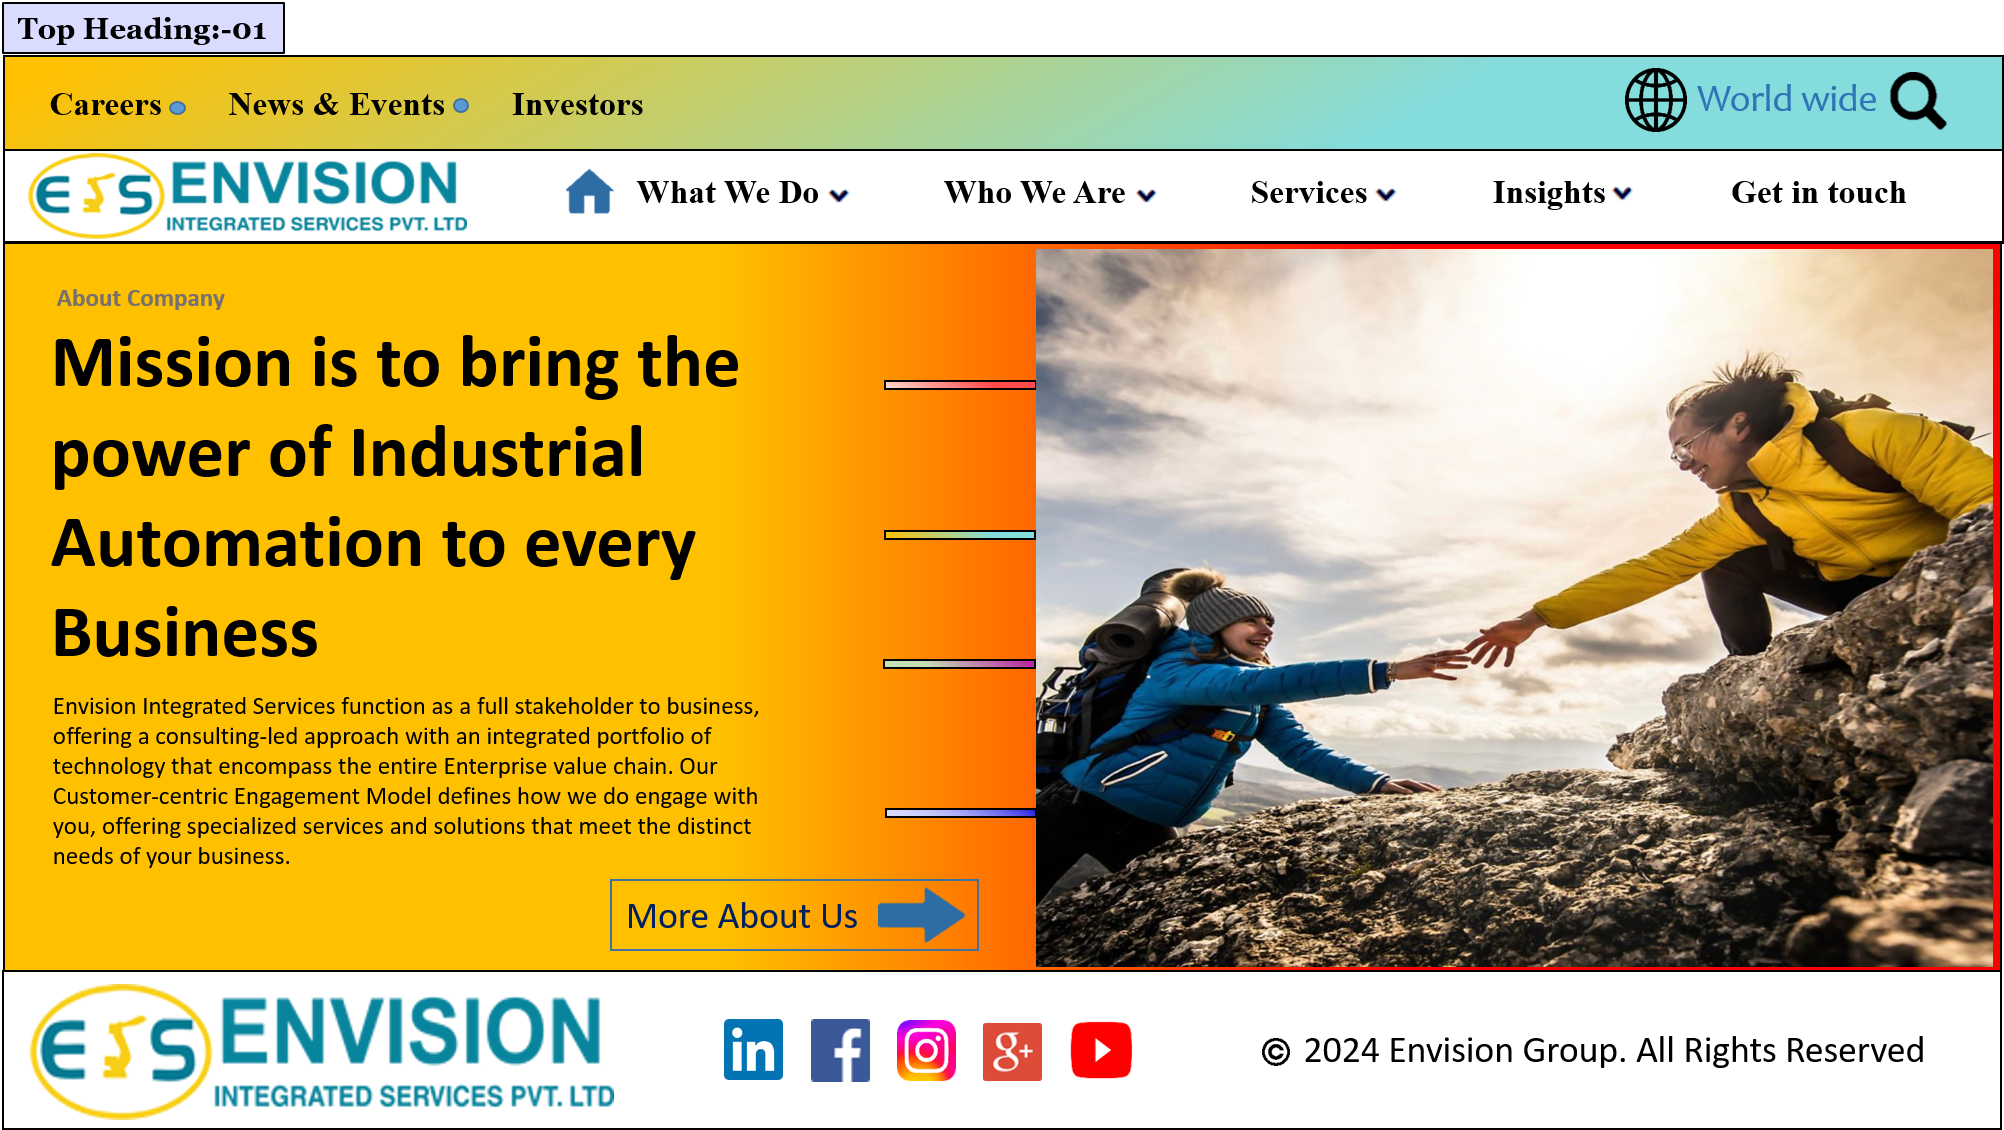 Top Heading:-01
Careers News & Events Investors World wide
EIS ENVISION
INTEGRATED SERVICES PVT. LTD
What We Do Who We Are Services Insights Get in touch
About Company
Mission is to bring the
power of Industrial
Automation to every
Business
Envision Integrated Services function as a full stakeholder to business,
offering a consulting-led approach with an integrated portfolio of
technology that encompass the entire Enterprise value chain. Our
Customer-centric Engagement Model defines how we do engage with
you, offering specialized services and solutions that meet the distinct
needs of your business.
More About Us
EIS ENVISION
INTEGRATED SERVICES PVT. LTD
in f g+
© 2024 Envision Group. All Rights Reserved